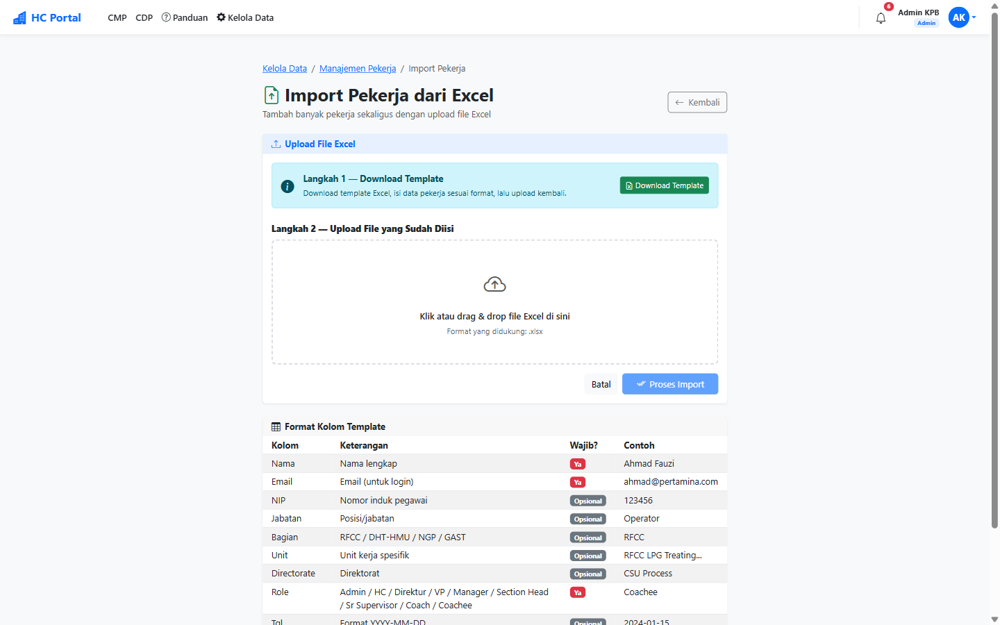 HC Portal
CMP CDP Panduan Kelola Data
6
Admin KPB
Admin
AK
Kelola Data / Manajemen Pekerja / Import Pekerja
Import Pekerja dari Excel
Tambah banyak pekerja sekaligus dengan upload file Excel
Kembali
Upload File Excel
Langkah 1 — Download Template
Download template Excel, isi data pekerja sesuai format, lalu upload kembali.
Download Template
Langkah 2 — Upload File yang Sudah Diisi
Klik atau drag & drop file Excel di sini
Format yang didukung: .xlsx
Batal Proses Import
Format Kolom Template
Kolom Keterangan Wajib? Contoh
Nama Nama lengkap Ya Ahmad Fauzi
Email Email (untuk login) Ya ahmad@pertamina.com
NIP Nomor induk pegawai Opsional 123456
Jabatan Posisi/jabatan Opsional Operator
Bagian RFCC / DHT-HMU / NGP / GAST Opsional RFCC
Unit Unit kerja spesifik Opsional RFCC LPG Treating...
Directorate Direktorat Opsional CSU Process
Role Admin / HC / Direktur / VP / Manager / Section Head Ya Coachee
/ Sr Supervisor / Coach / Coachee
Tgl Format YYYY-MM-DD Opsional 2024-01-15